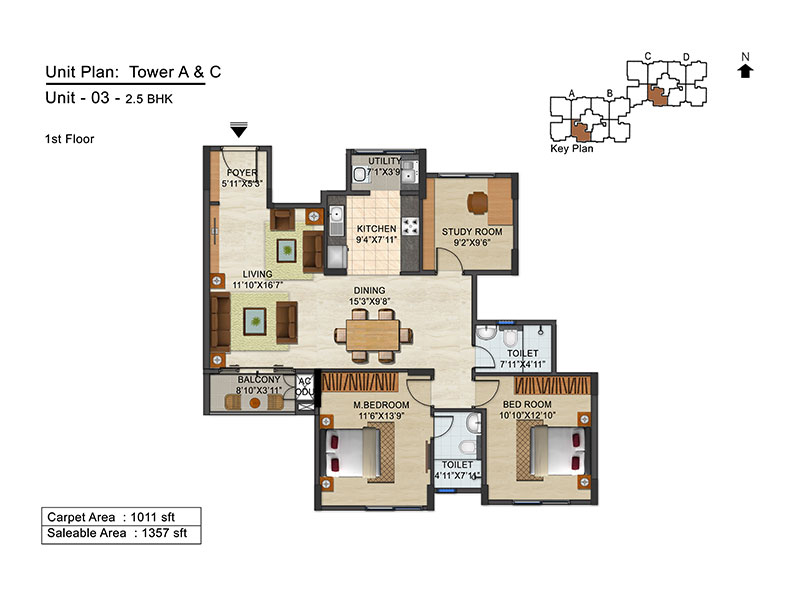 Unit Plan: Tower A & C
Unit - 03 - 2.5 BHK
1st Floor
C D
N
A B
Key Plan
FOYER
5'11"X5'3"
UTILITY
7'1"X3'9"
KITCHEN
9'4"X7'11"
STUDY ROOM
9'2"X9'6"
LIVING
11'10"X16'7"
DINING
15'3"X9'8"
TOILET
7'11"X4'11"
BALCONY
8'10"X3'11"
AC
ODU
M.BEDROOM
11'6"X13'9"
BED ROOM
10'10"X12'10"
TOILET
4'11"X7'11"
Carpet Area : 1011 sft
Saleable Area : 1357 sft